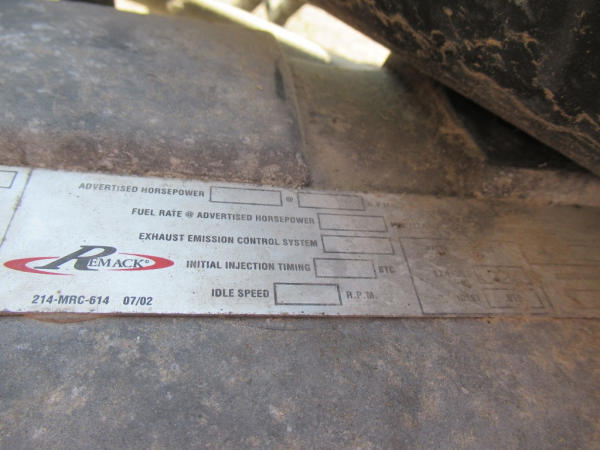 ADVERTISED HORSEPOWER @
FUEL RATE @ ADVERTISED HORSEPOWER
EXHAUST EMISSION CONTROL SYSTEM
REMACK INITIAL INJECTION TIMING BTC
214-MRC-614 07/02 IDLE SPEED R.P.M.